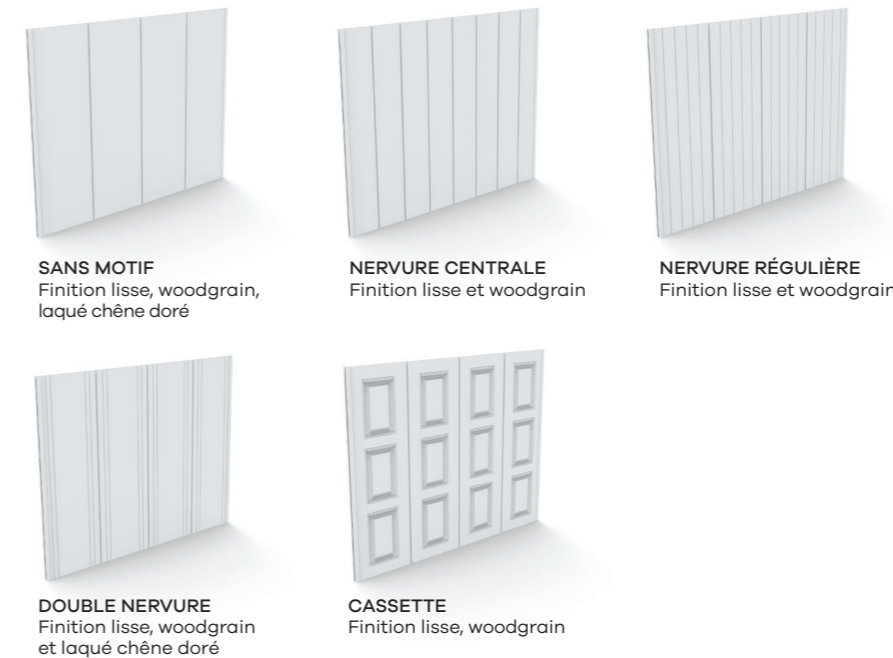 SANS MOTIF
Finition lisse, woodgrain,
laqué chêne doré
NERVURE CENTRALE
Finition lisse et woodgrain
NERVURE RÉGULIÈRE
Finition lisse et woodgrain
DOUBLE NERVURE
Finition lisse, woodgrain
et laqué chêne doré
CASSETTE
Finition lisse, woodgrain